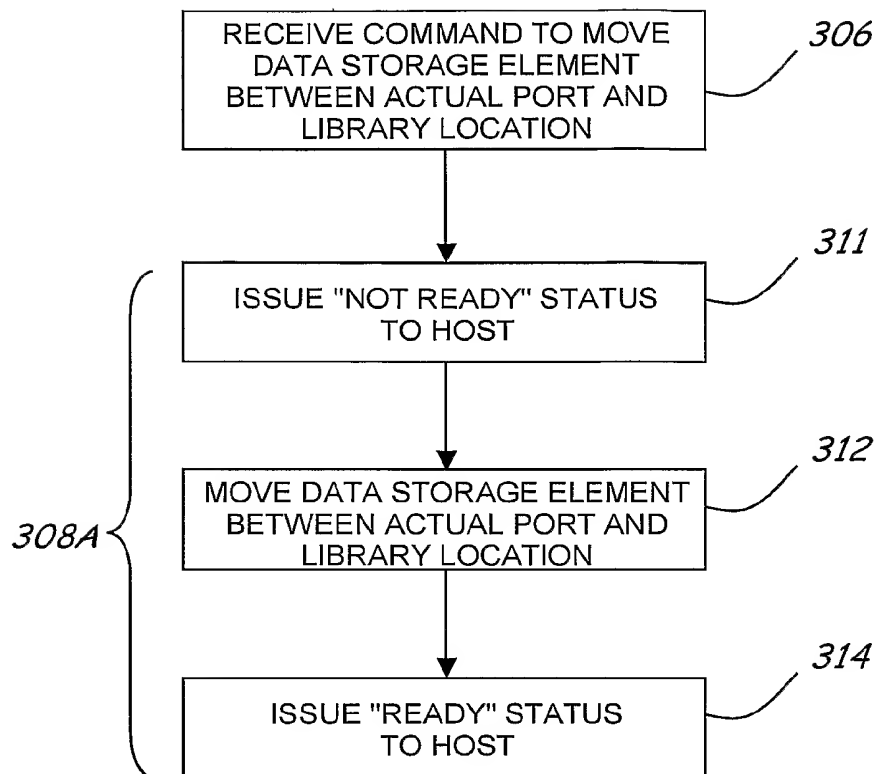 RECEIVE COMMAND TO MOVE
DATA STORAGE ELEMENT
BETWEEN ACTUAL PORT AND
LIBRARY LOCATION
306
311
ISSUE "NOT READY" STATUS
TO HOST
312
MOVE DATA STORAGE ELEMENT
BETWEEN ACTUAL PORT AND
LIBRARY LOCATION
308A
314
ISSUE "READY" STATUS
TO HOST